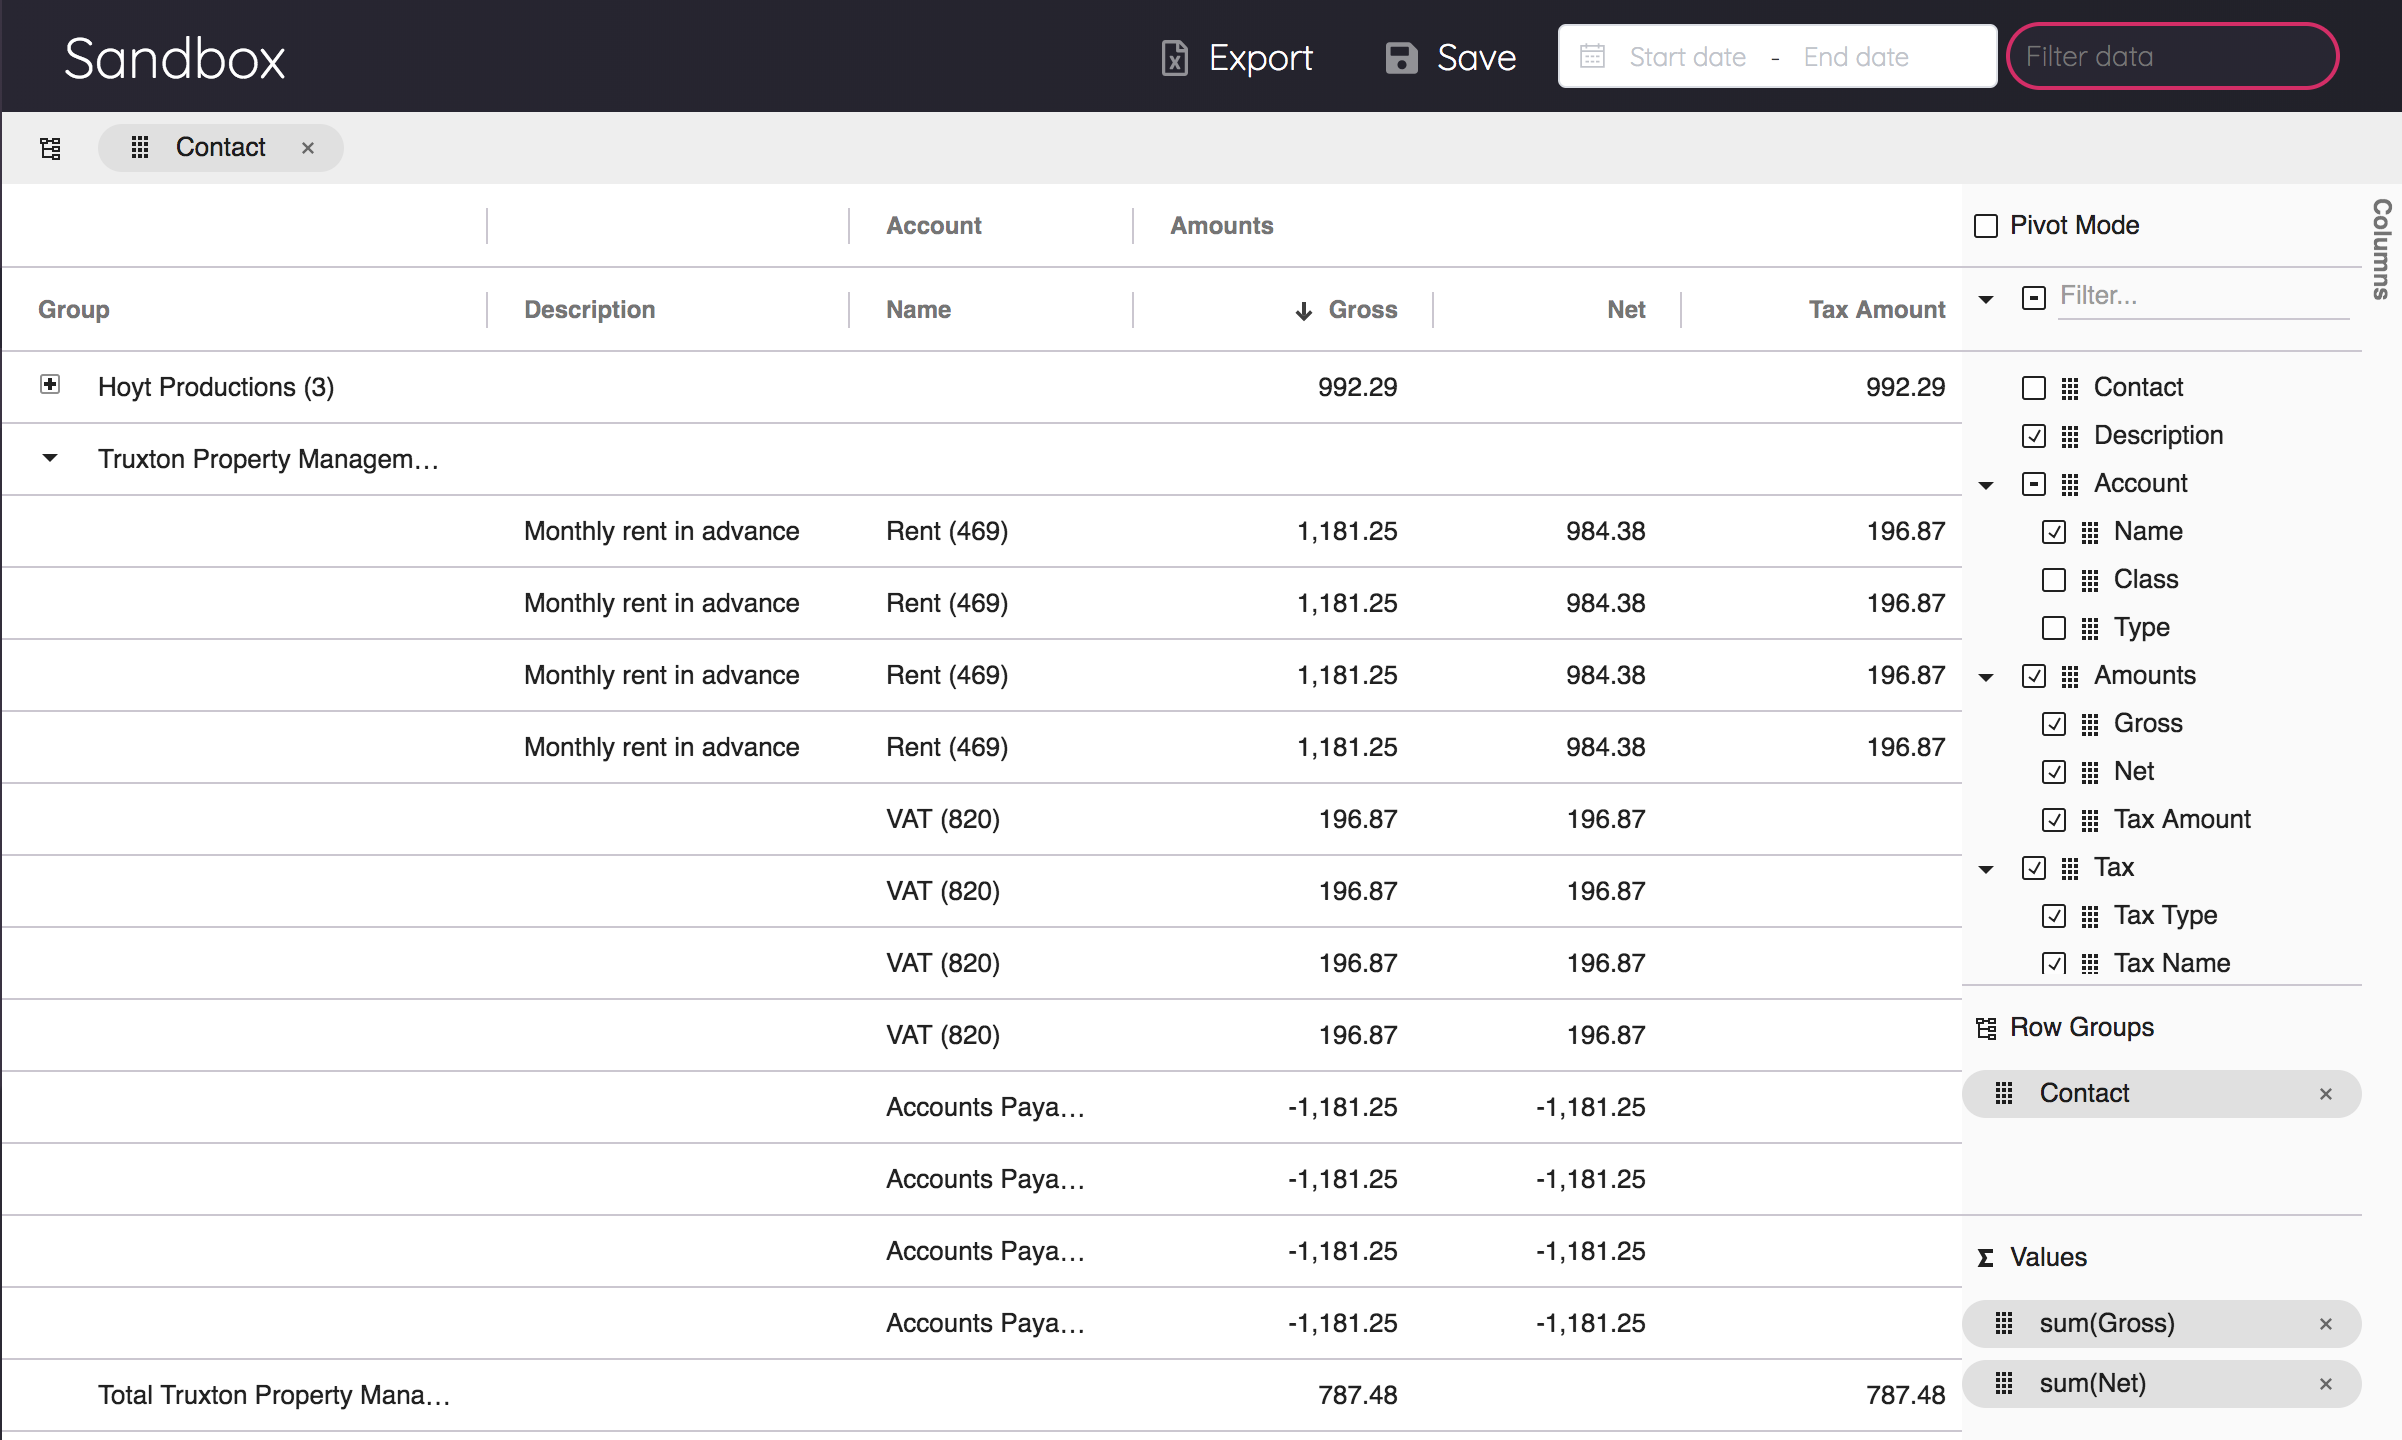 Sandbox Export Save Start date - End date Filter data
Contact ×
Account Amounts
Group Description Name Gross Net Tax Amount
Hoyt Productions (3) 992.29 992.29
Truxton Property Managem…
Monthly rent in advance Rent (469) 1,181.25 984.38 196.87
Monthly rent in advance Rent (469) 1,181.25 984.38 196.87
Monthly rent in advance Rent (469) 1,181.25 984.38 196.87
Monthly rent in advance Rent (469) 1,181.25 984.38 196.87
VAT (820) 196.87 196.87
VAT (820) 196.87 196.87
VAT (820) 196.87 196.87
VAT (820) 196.87 196.87
Accounts Paya… -1,181.25 -1,181.25
Accounts Paya… -1,181.25 -1,181.25
Accounts Paya… -1,181.25 -1,181.25
Accounts Paya… -1,181.25 -1,181.25
Total Truxton Property Mana… 787.48 787.48
Pivot Mode
Filter...
Contact
Description
Account
Name
Class
Type
Amounts
Gross
Net
Tax Amount
Tax
Tax Type
Tax Name
Row Groups
Contact ×
Σ Values
sum(Gross) ×
sum(Net) ×
Columns